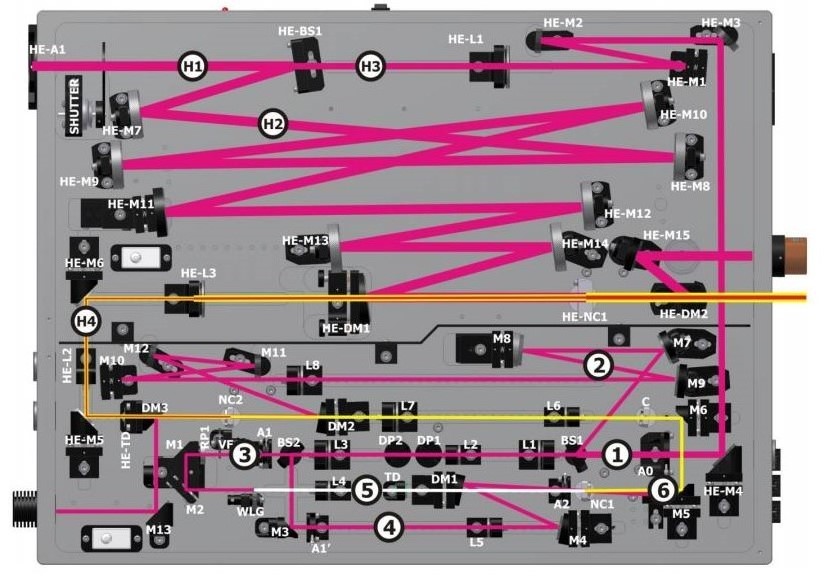 HE-M2
HE-M3
HE-BS1
HE-L1
HE-A1
H1
H3
HE-M1
SHUTTER
HE-M7
H2
HE-M10
HE-M9
HE-M8
HE-M11
HE-M12
HE-M13
HE-M14
HE-M15
HE-M6
HE-L3
HE-DM1
HE-NC1
HE-DM2
H4
HE-L2
M12
M11
M10
L8
M8
2
M7
M9
NC2
DM3
DM2
L7
L6
C
M6
HE-M5
HE-TD
M1
RP1
VF
3
A1
BS2
L3
DP2
DP1
L2
L1
BS1
1
A0
HE-M4
L4
5
TD
DM1
6
M2
WLG
A2
NC1
M5
M13
M3
A1'
4
L5
M4